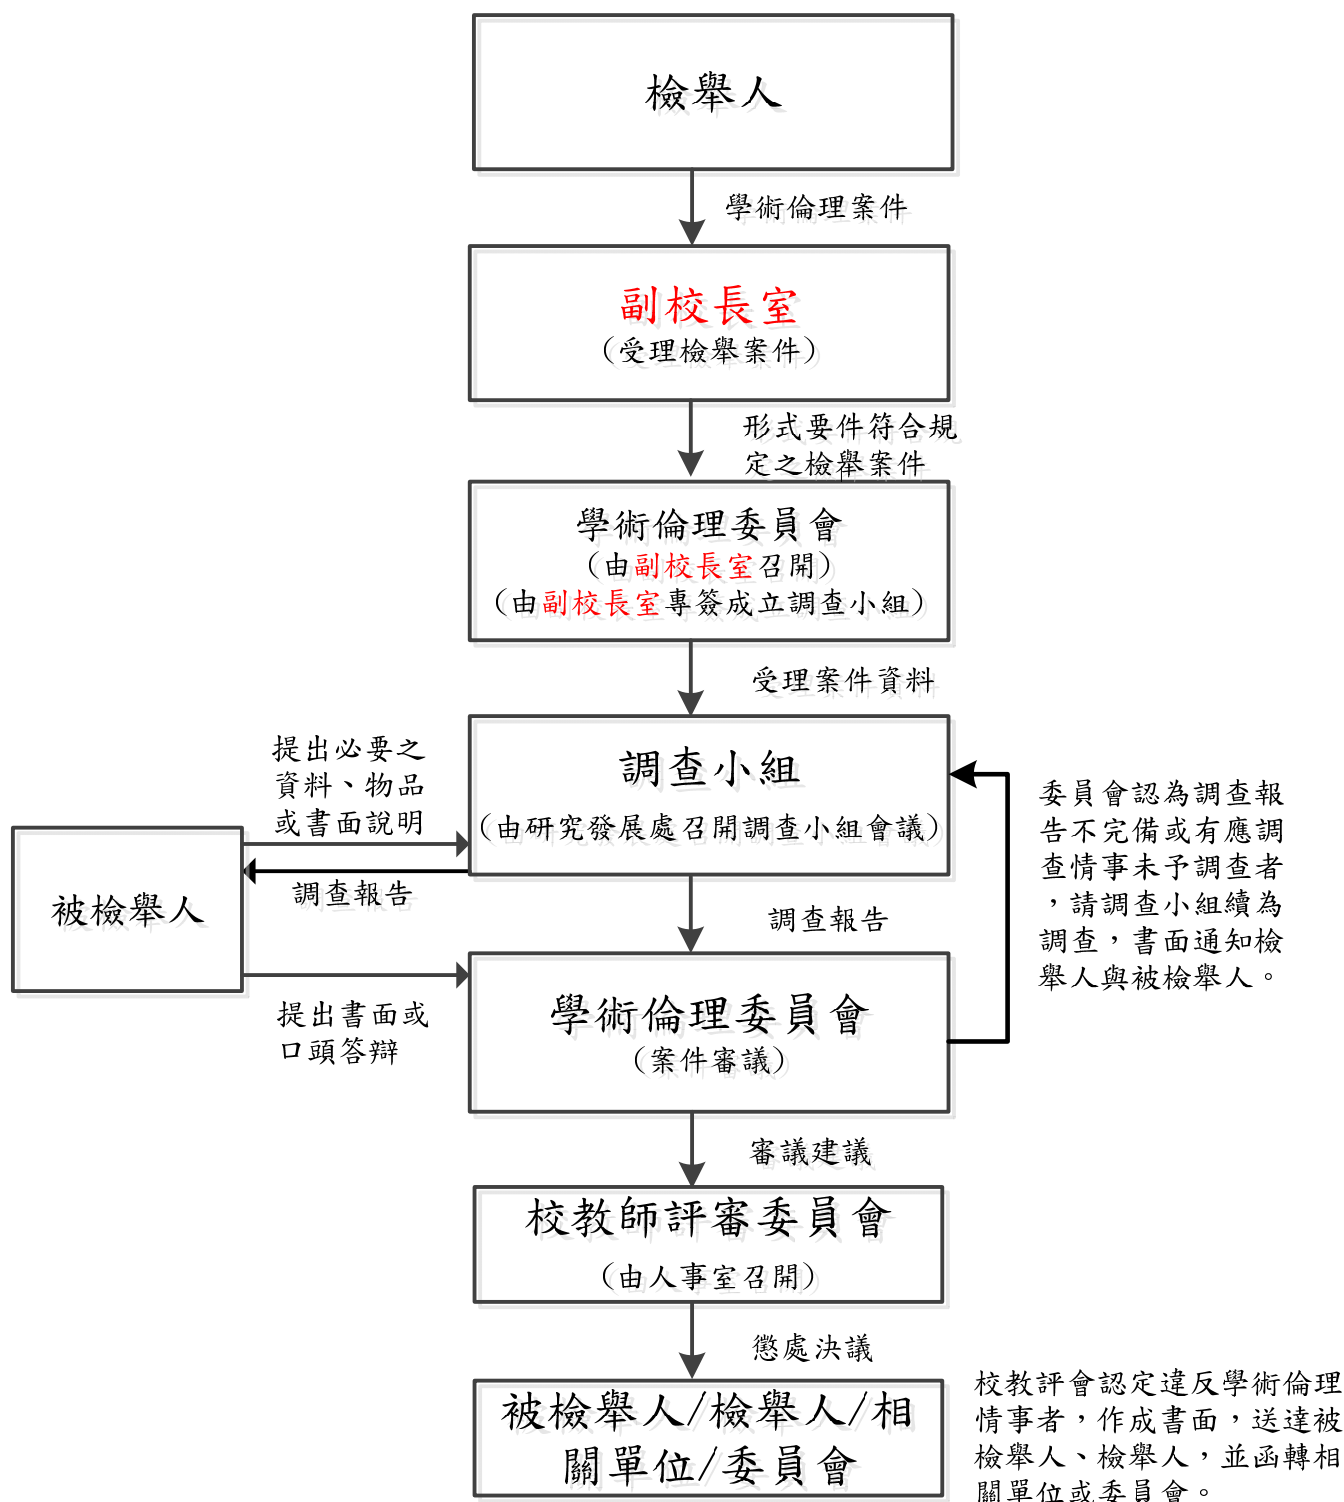 檢舉人
學術倫理案件
副校長室
（受理檢舉案件）
形式要件符合規
定之檢舉案件
學術倫理委員會
（由副校長室召開）
（由副校長室專簽成立調查小組）
受理案件資料
提出必要之
資料、物品
或書面說明
調查小組
（由研究發展處召開調查小組會議）
委員會認為調查報
告不完備或有應調
查情事未予調查者
，請調查小組續為
調查，書面通知檢
舉人與被檢舉人。
被檢舉人
調查報告
調查報告
學術倫理委員會
（案件審議）
提出書面或
口頭答辯
審議建議
校教師評審委員會
（由人事室召開）
懲處決議
被檢舉人/檢舉人/相
關單位/委員會
校教評會認定違反學術倫理
情事者，作成書面，送達被
檢舉人、檢舉人，並函轉相
關單位或委員會。